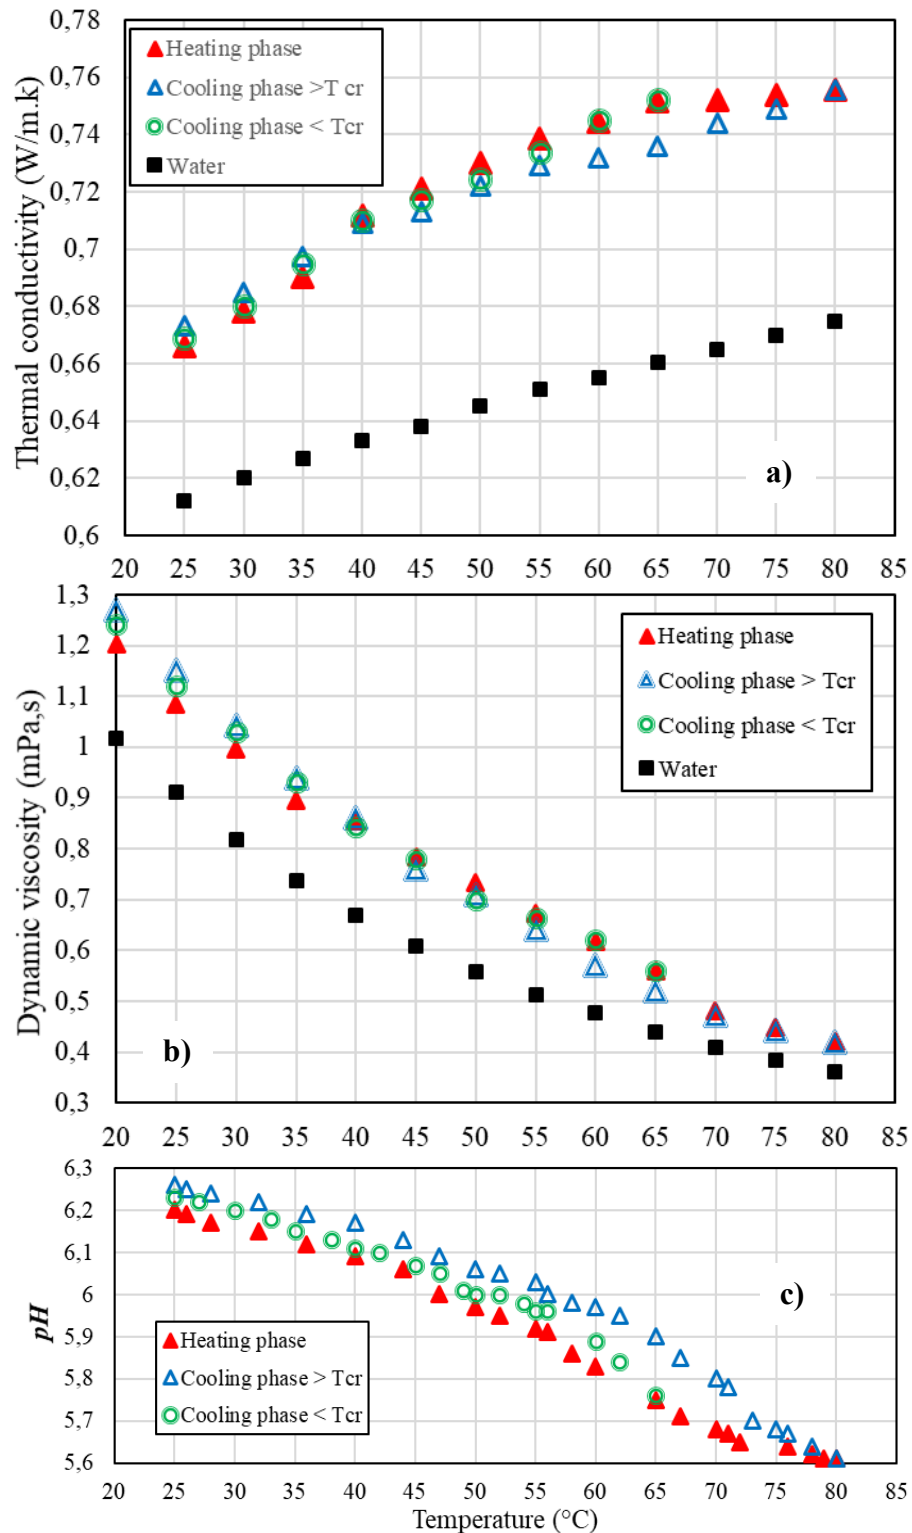 0,78
0,76
0,74
0,72
0,7
0,68
0,66
0,64
0,62
0,6
Thermal conductivity (W/m.k)
Heating phase
Cooling phase >T cr
Cooling phase < Tcr
Water
a)
20 25 30 35 40 45 50 55 60 65 70 75 80 85
1,3
1,2
1,1
1
0,9
0,8
0,7
0,6
0,5
0,4
0,3
Dynamic viscosity (mPa,s)
Heating phase
Cooling phase > Tcr
Cooling phase < Tcr
Water
b)
20 25 30 35 40 45 50 55 60 65 70 75 80 85
6,3
6,2
6,1
6
5,9
5,8
5,7
5,6
pH
c)
Heating phase
Cooling phase > Tcr
Cooling phase < Tcr
20 25 30 35 40 45 50 55 60 65 70 75 80 85
Temperature (°C)